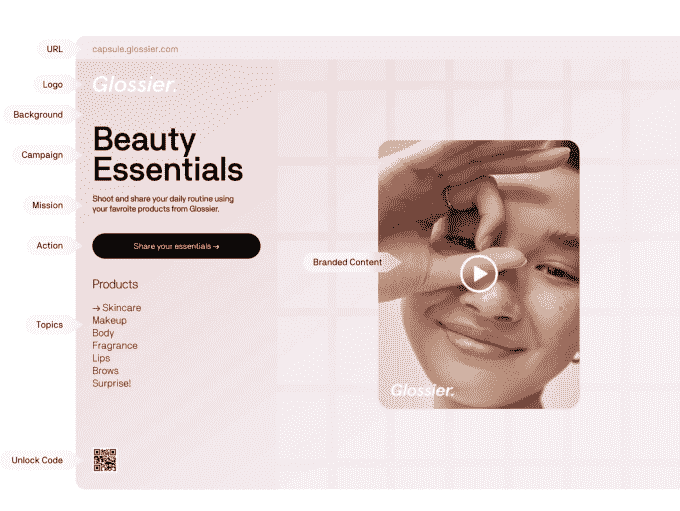 URL
capsule.glossier.com
Logo
Glossier.
Background
Campaign
Beauty
Essentials
Mission
Shoot and share your daily routine using
your favroite products from Glossier.
Action
Share your essentials →
Branded Content
Products
Topics
→ Skincare
Makeup
Body
Fragrance
Lips
Brows
Surprise!
Glossier.
Unlock Code